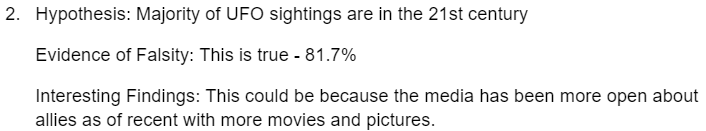 2. Hypothesis: Majority of UFO sightings are in the 21st century
Evidence of Falsity: This is true - 81.7%
Interesting Findings: This could be because the media has been more open about
allies as of recent with more movies and pictures.